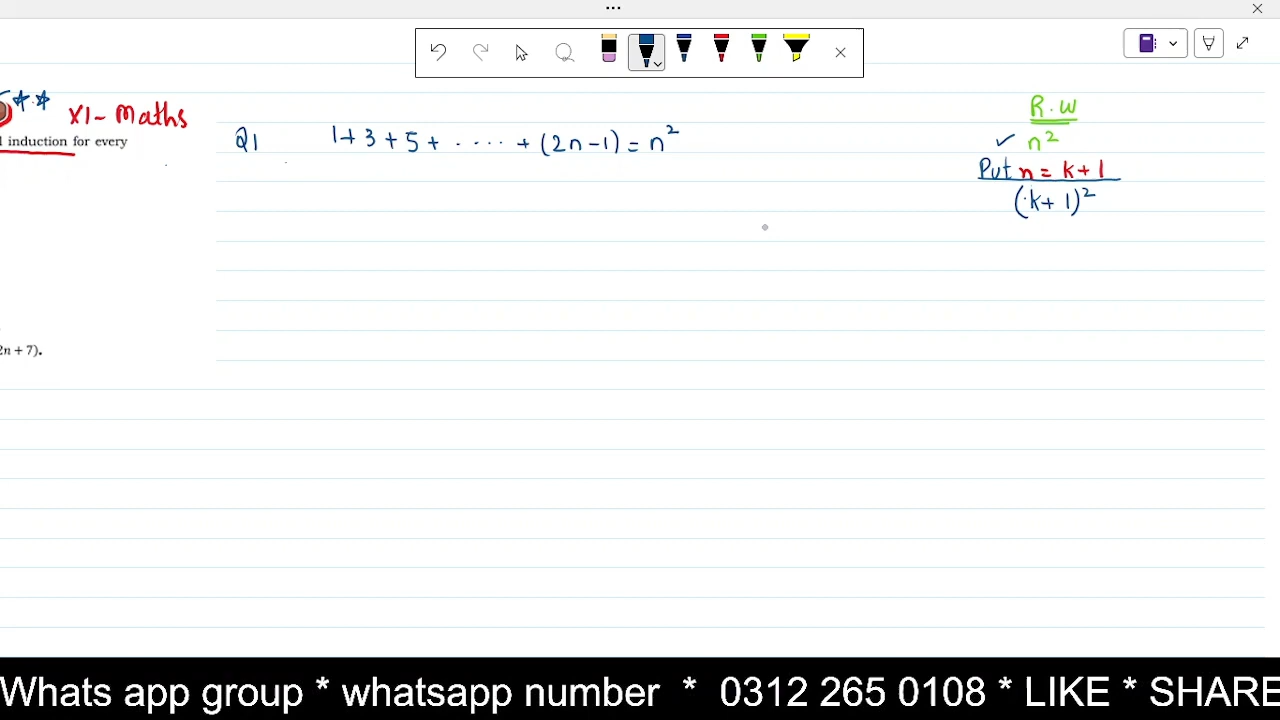 XI- Maths
l induction for every
2n + 7).
Q1 1 + 3 + 5 + ..... + (2n-1) = n²
R.W
✓ n²
Put n = k + 1
(k + 1)²
Whats app group * whatsapp number * 0312 265 0108 * LIKE * SHARE